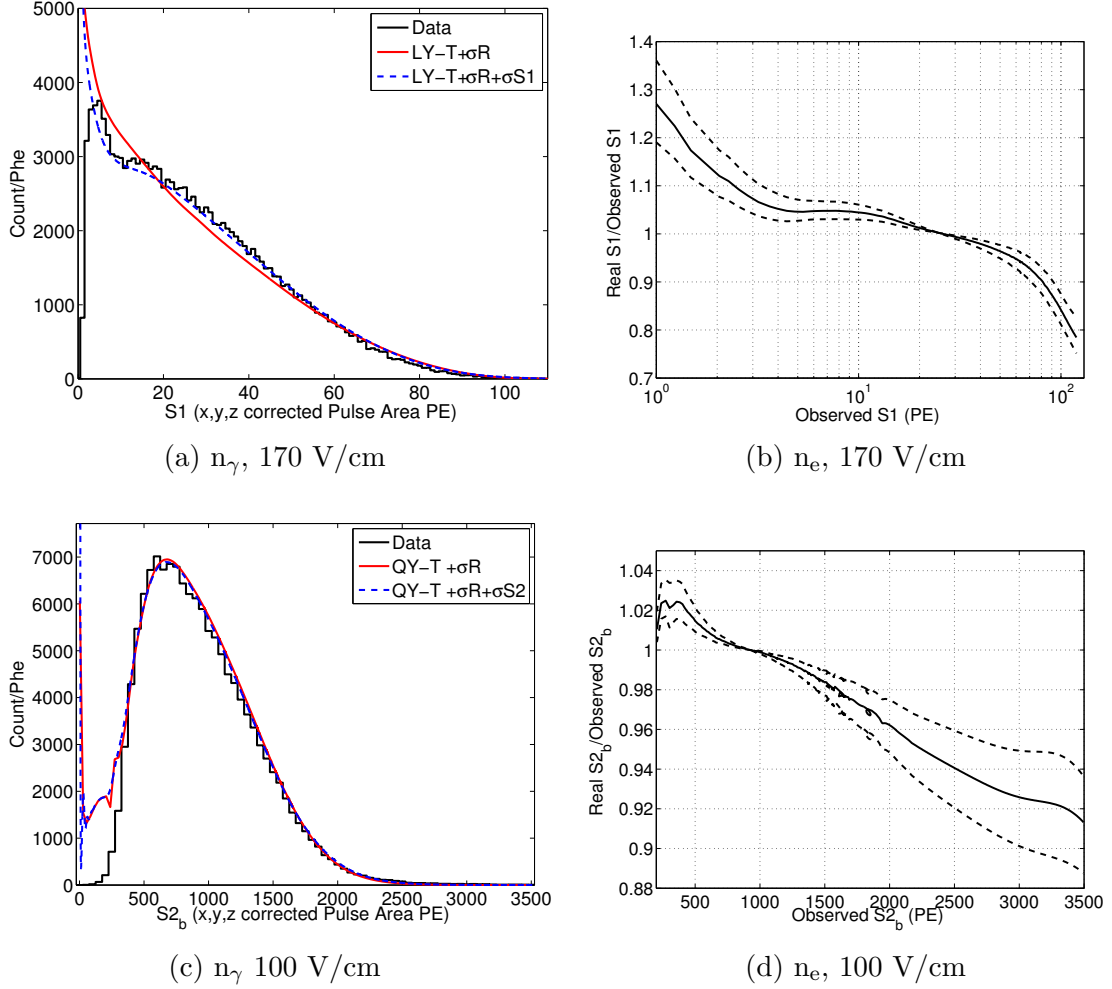 5000
4000
3000
2000
1000
0
Count/Phe
Data
LY−T+σR
LY−T+σR+σS1
0 20 40 60 80 100
S1 (x,y,z corrected Pulse Area PE)
(a) nγ, 170 V/cm
1.4
1.3
1.2
1.1
1
0.9
0.8
0.7
Real S1/Observed S1
10^0 10^1 10^2
Observed S1 (PE)
(b) ne, 170 V/cm
7000
6000
5000
4000
3000
2000
1000
0
Count/Phe
Data
QY−T +σR
QY−T +σR+σS2
0 500 1000 1500 2000 2500 3000 3500
S2b (x,y,z corrected Pulse Area PE)
(c) nγ 100 V/cm
1.04
1.02
1
0.98
0.96
0.94
0.92
0.9
0.88
Real S2b/Observed S2b
500 1000 1500 2000 2500 3000 3500
Observed S2b (PE)
(d) ne, 100 V/cm